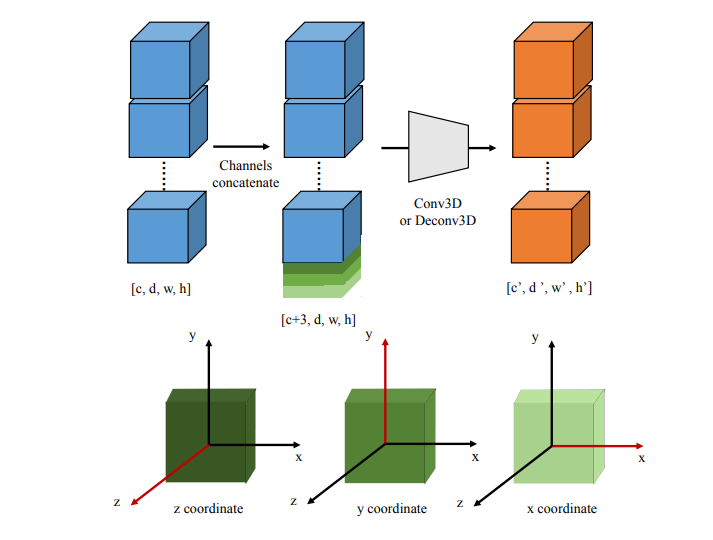 Channels
concatenate
Conv3D
or Deconv3D
[c, d, w, h]
[c+3, d, w, h]
[c’, d ’, w’ , h’]
y
x
z
z coordinate
y
x
z
y coordinate
y
x
z
x coordinate